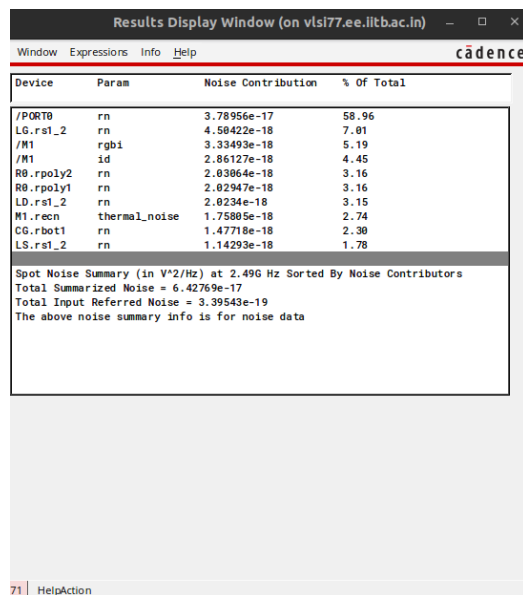 Results Display Window (on vlsi77.ee.iitb.ac.in)
Window Expressions Info Help cādence
Device Param Noise Contribution % Of Total
/PORT0 rn 3.78956e-17 58.96
LG.rs1_2 rn 4.50422e-18 7.01
/M1 rgbi 3.33493e-18 5.19
/M1 id 2.86127e-18 4.45
R0.rpoly2 rn 2.03064e-18 3.16
R0.rpoly1 rn 2.02947e-18 3.16
LD.rs1_2 rn 2.0234e-18 3.15
M1.recn thermal_noise 1.75805e-18 2.74
CG.rbot1 rn 1.47718e-18 2.30
LS.rs1_2 rn 1.14293e-18 1.78
Spot Noise Summary (in V^2/Hz) at 2.49G Hz Sorted By Noise Contributors
Total Summarized Noise = 6.42769e-17
Total Input Referred Noise = 3.39543e-19
The above noise summary info is for noise data
71 HelpAction